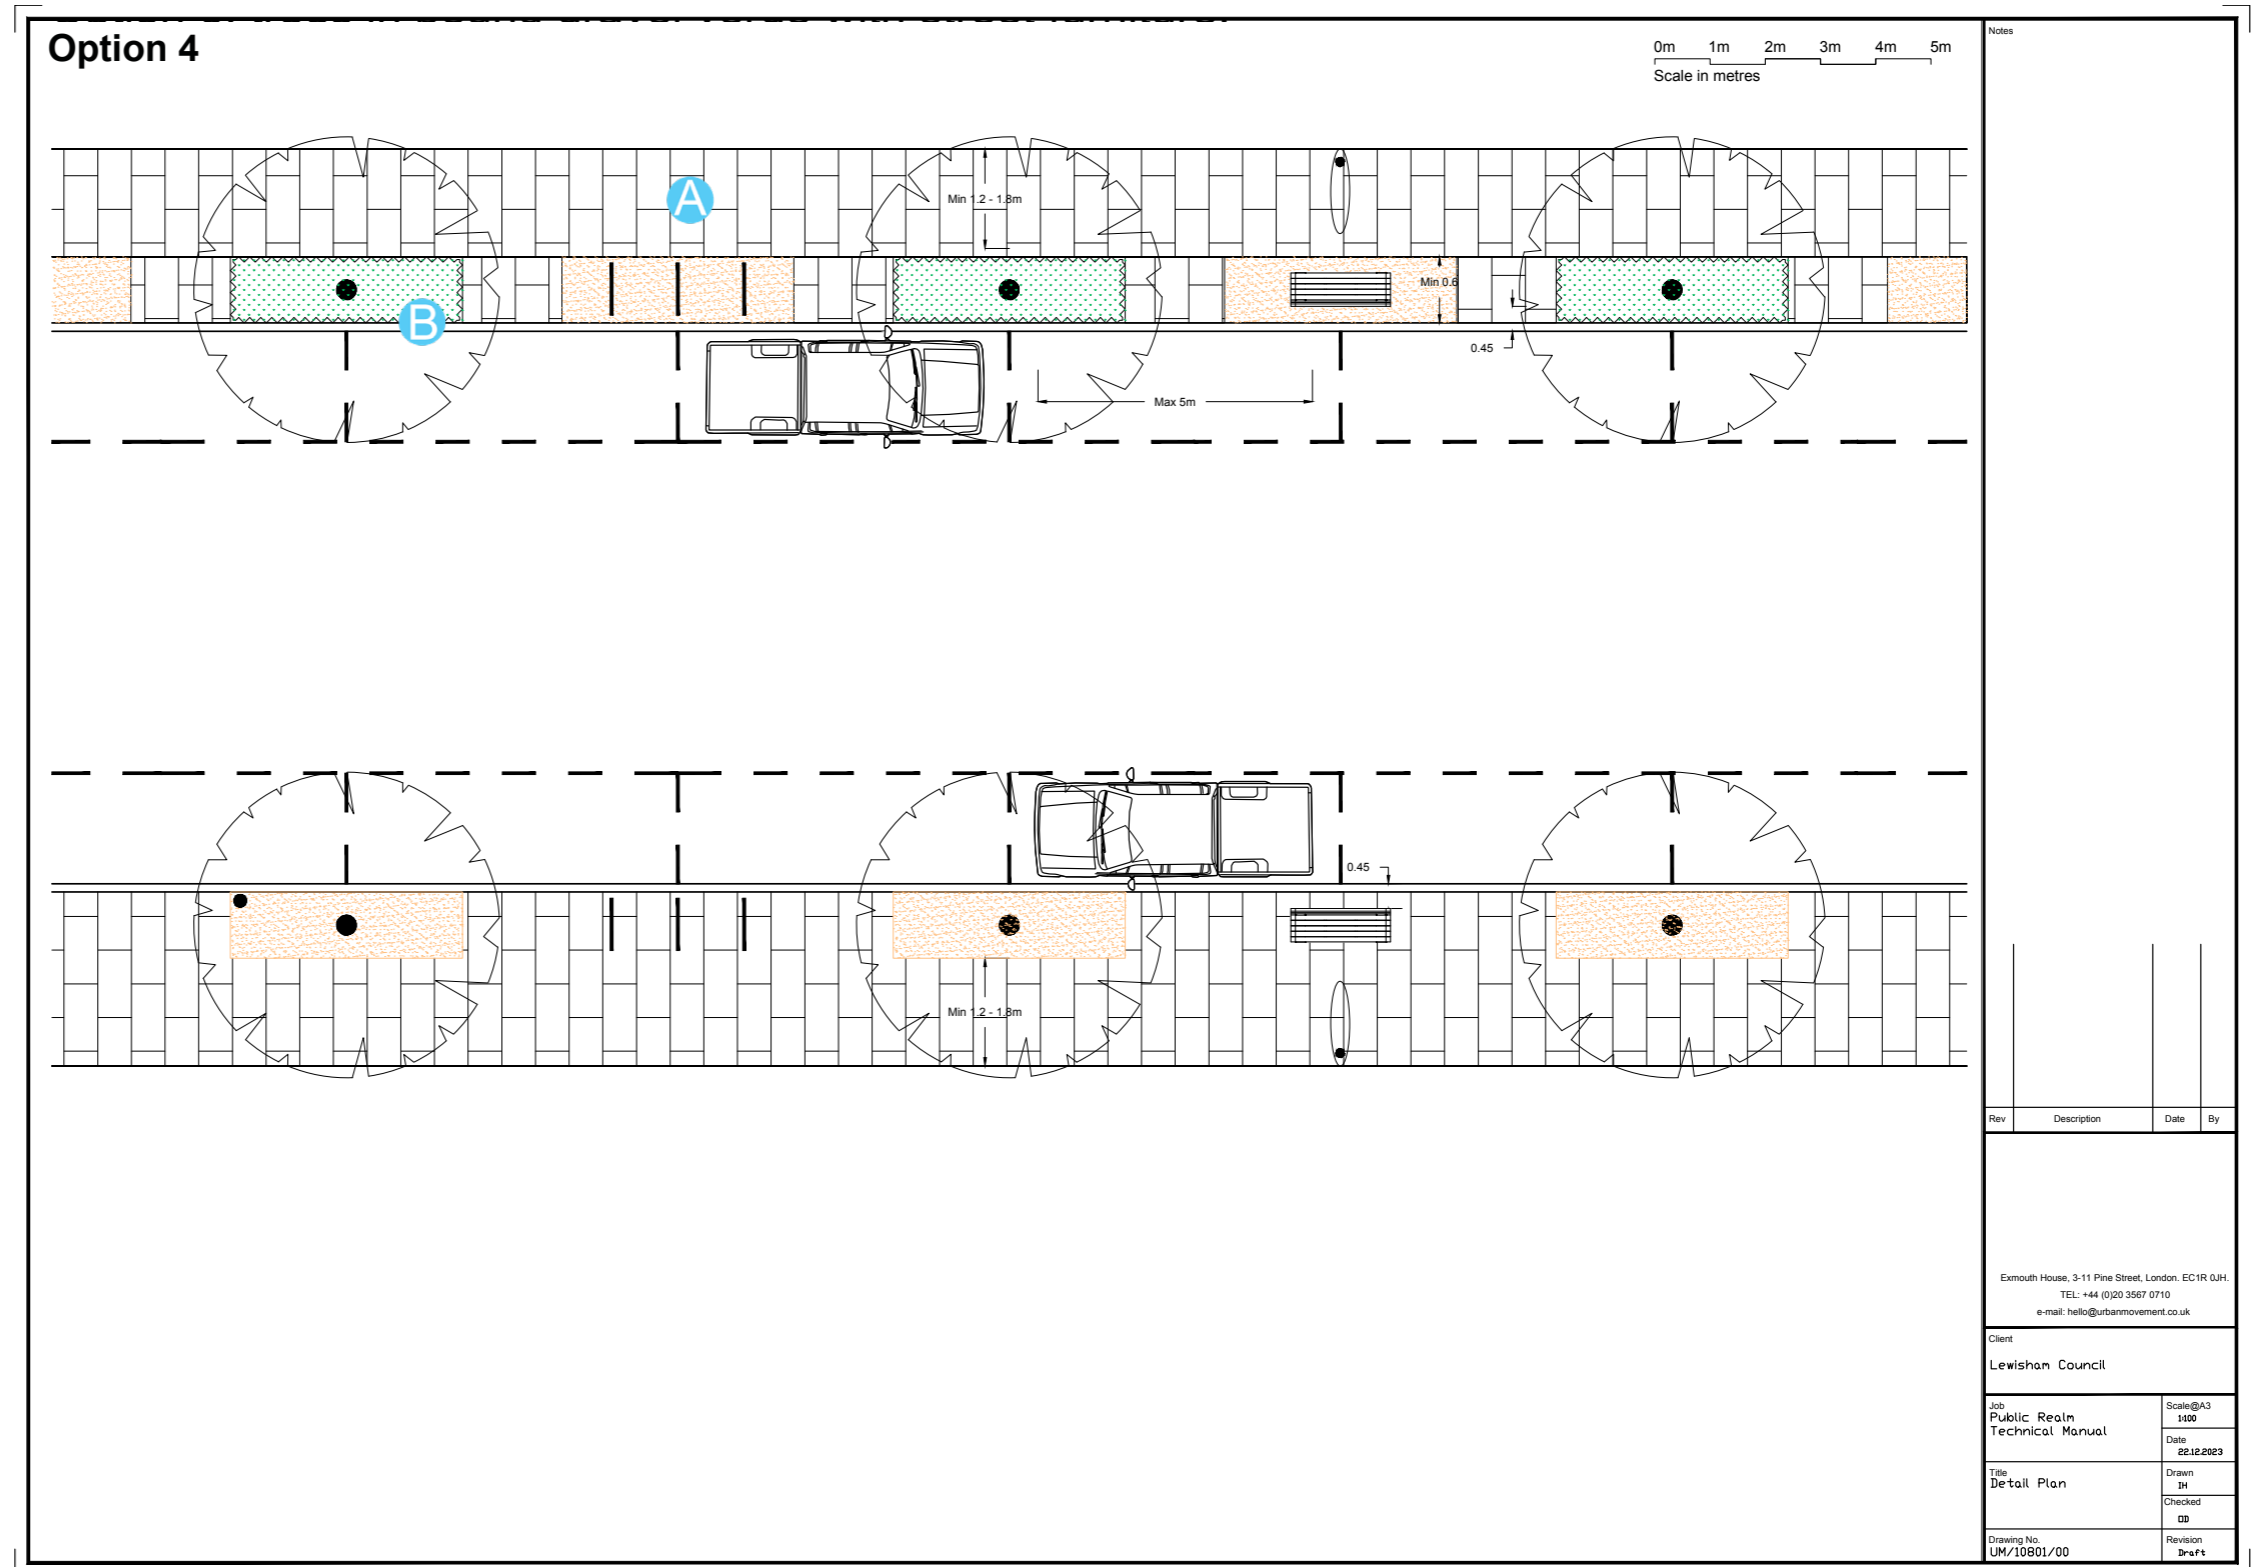 Option 4
0m 1m 2m 3m 4m 5m
Scale in metres
Notes
A
Min 1.2 - 1.8m
Min 0.6
B
0.45
Max 5m
0.45
Min 1.2 - 1.8m
Rev Description Date By
Exmouth House, 3-11 Pine Street, London. EC1R 0JH.
TEL: +44 (0)20 3567 0710
e-mail: hello@urbanmovement.co.uk
Client
Lewisham Council
Job
Public Realm
Technical Manual
Scale@A3
1:100
Date
22.12.2023
Title
Detail Plan
Drawn
IH
Checked
OD
Drawing No.
UM/10801/00
Revision
Draft